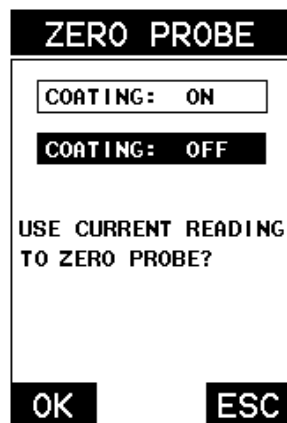 ZERO PROBE
COATING: ON
COATING: OFF
USE CURRENT READING
TO ZERO PROBE?
OK ESC